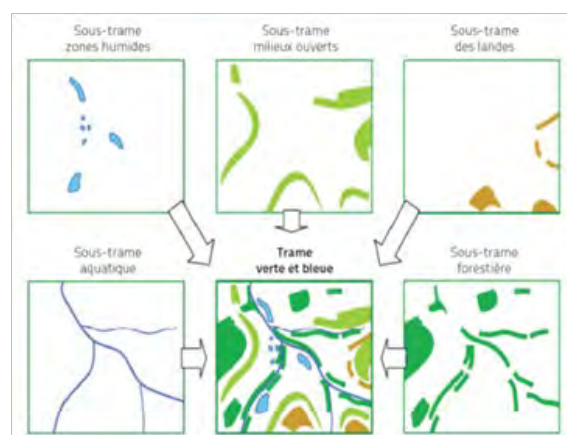 Sous-trame
zones humides
Sous-trame
milieux ouverts
Sous-trame
des landes
Sous-trame
aquatique
Trame
verte et bleue
Sous-trame
forestière